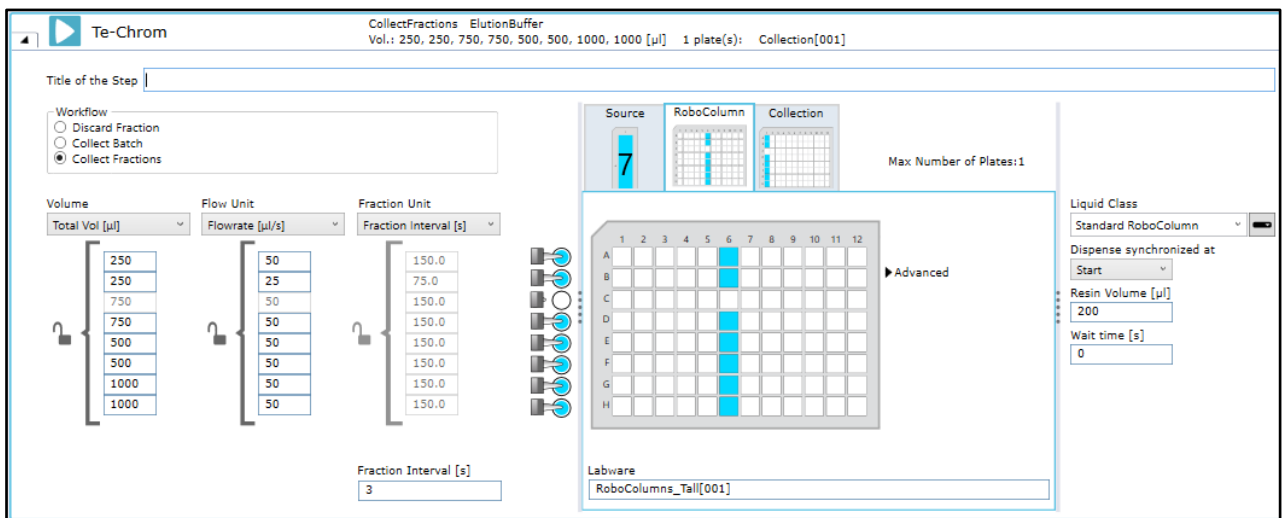 Te-Chrom
CollectFractions ElutionBuffer
Vol.: 250, 250, 750, 750, 500, 500, 1000, 1000 [µl] 1 plate(s): Collection[001]
Title of the Step
Workflow
Discard Fraction
Collect Batch
Collect Fractions
Volume
Total Vol [µl]
250
250
750
750
500
500
1000
1000
Flow Unit
Flowrate [µl/s]
50
25
50
50
50
50
50
50
Fraction Unit
Fraction Interval [s]
150.0
75.0
150.0
150.0
150.0
150.0
150.0
150.0
Fraction Interval [s]
3
Source
RoboColumn
Collection
7
Max Number of Plates:1
1 2 3 4 5 6 7 8 9 10 11 12
A
B
C
D
E
F
G
H
Advanced
Labware
RoboColumns_Tall[001]
Liquid Class
Standard RoboColumn
Dispense synchronized at
Start
Resin Volume [µl]
200
Wait time [s]
0